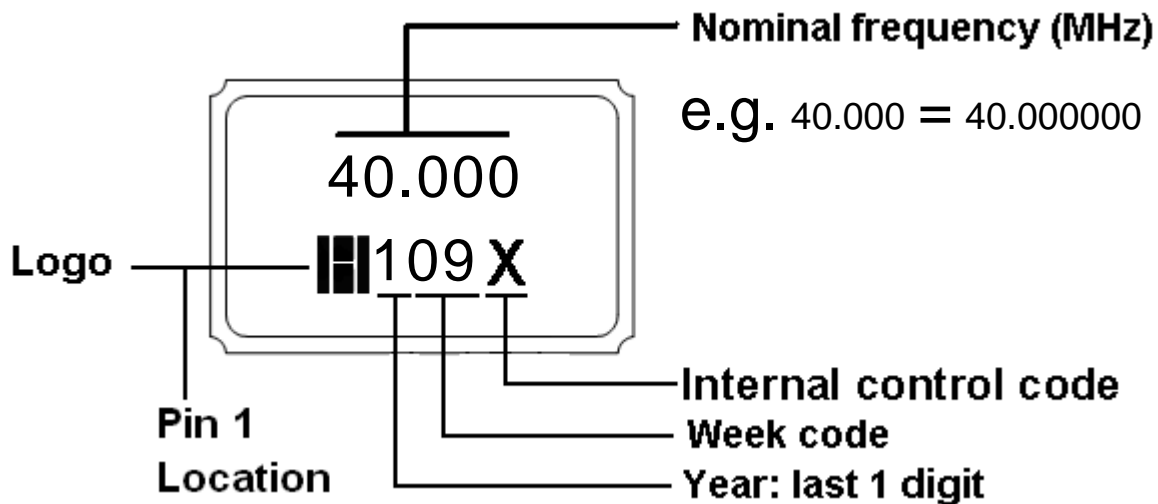 Nominal frequency (MHz)
e.g. 40.000 = 40.000000
40.000
Logo
109 X
Internal control code
Pin 1
Location
Week code
Year: last 1 digit